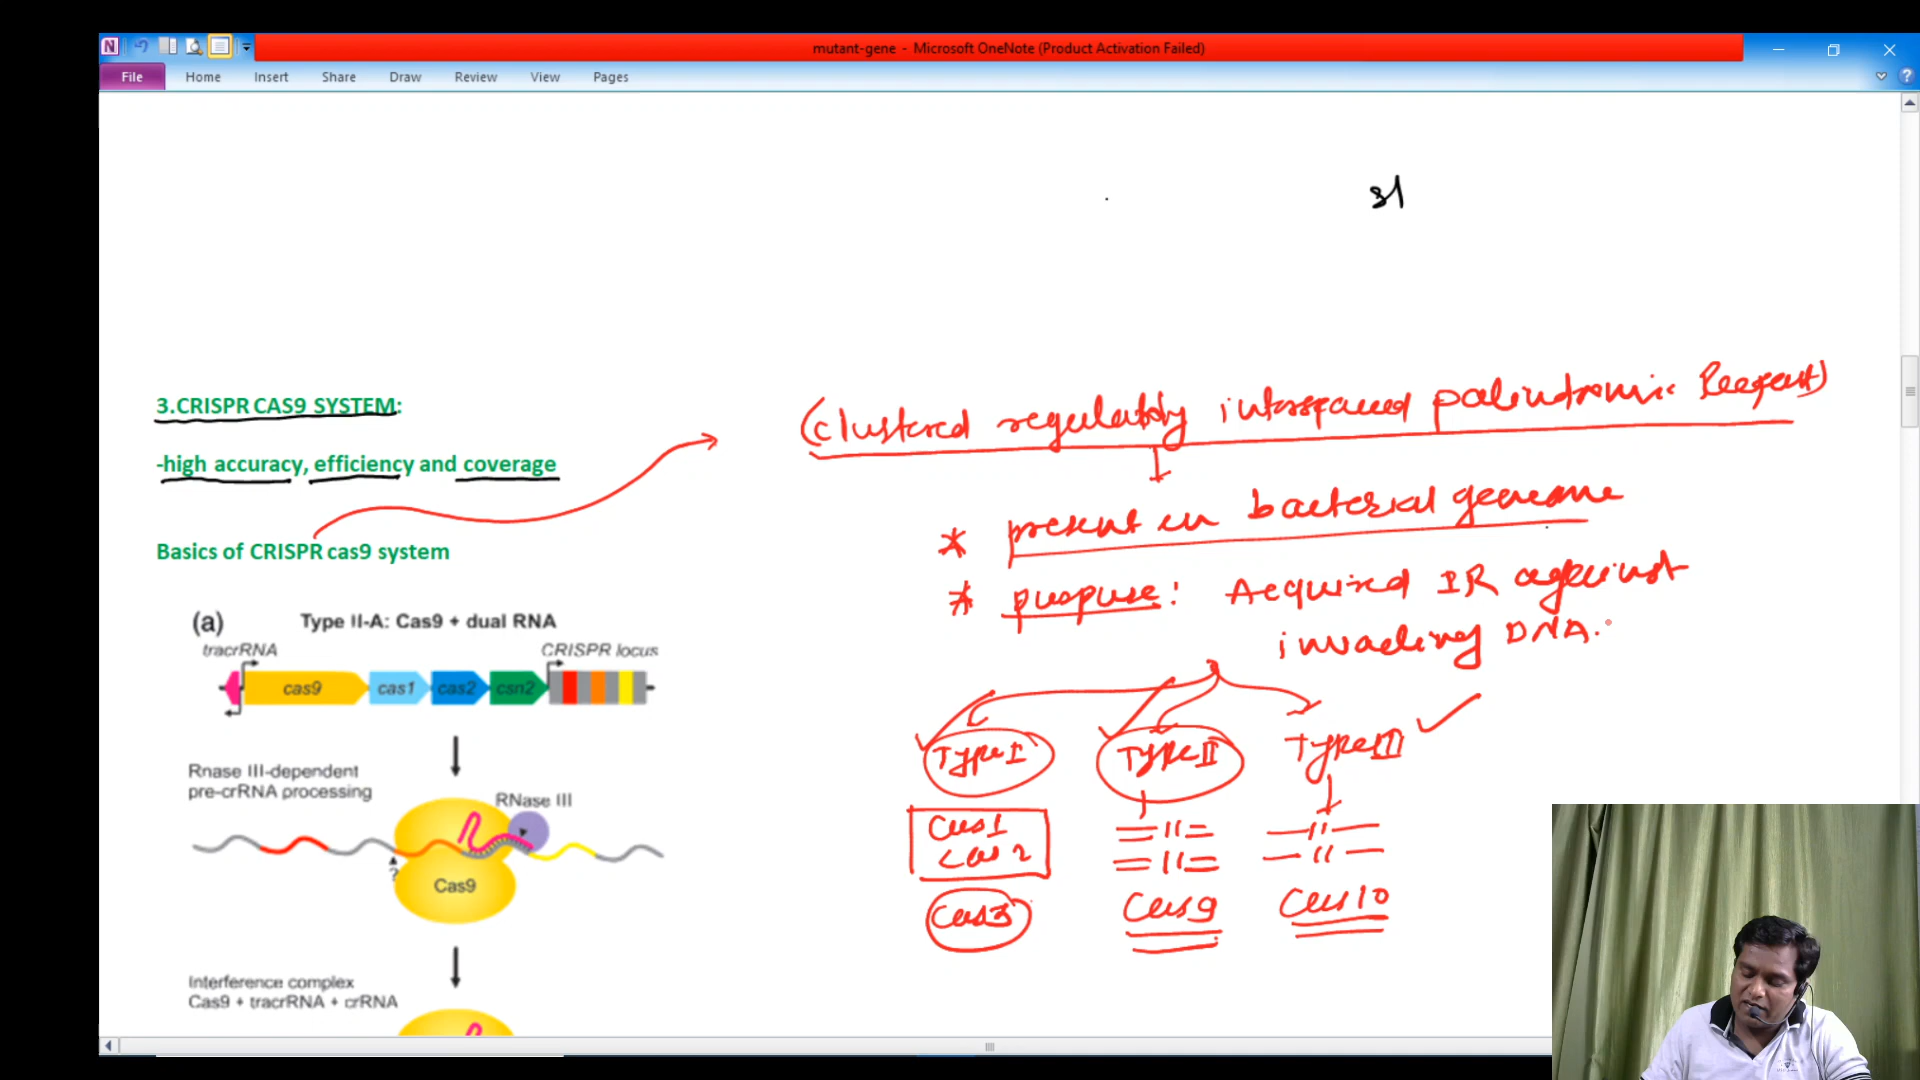 mutant-gene - Microsoft OneNote (Product Activation Failed)
File Home Insert Share Draw Review View Pages
3.CRISPR CAS9 SYSTEM:
(clustered regulatory interspaced palindromic Repeat)
-high accuracy, efficiency and coverage
* present in bacterial genome
Basics of CRISPR cas9 system
* purpose: Acquired IR against
invading DNA.
(a) Type II-A: Cas9 + dual RNA
tracrRNA CRISPR locus
cas9 cas1 cas2 csn2
Type I Type II Type III
Rnase III-dependent
pre-crRNA processing
RNase III
Cas1
Cas 2
?
Cas9
Cas3 Cas9 Cas10
Interference complex
Cas9 + tracrRNA + crRNA